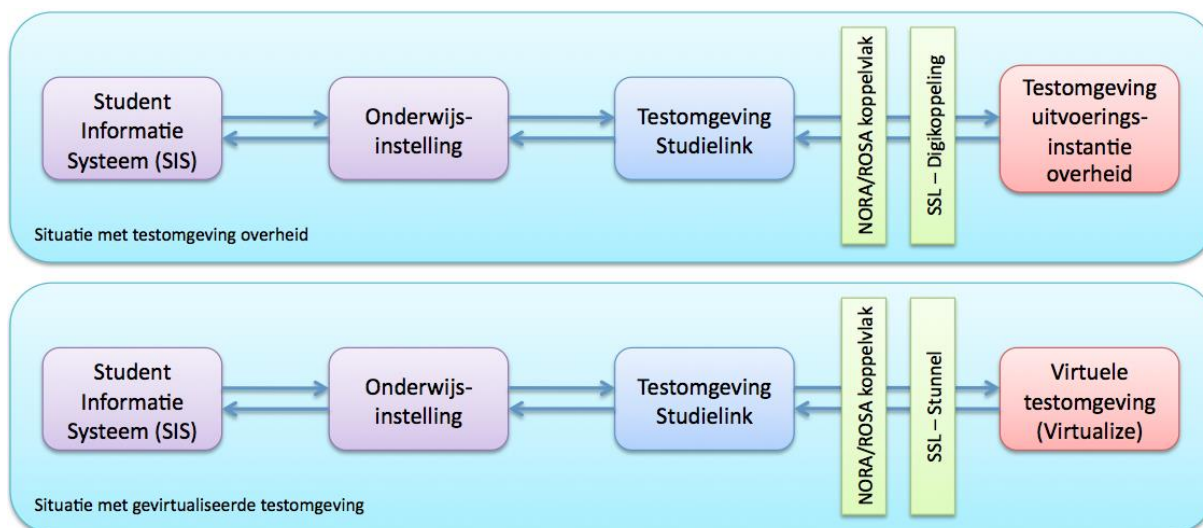 Student
Informatie
Systeem (SIS)
Onderwijs-
instelling
Testomgeving
Studielink
NORA/ROSA koppelvlak
SSL – Digikoppeling
Testomgeving
uitvoerings-
instantie
overheid
Situatie met testomgeving overheid
Student
Informatie
Systeem (SIS)
Onderwijs-
instelling
Testomgeving
Studielink
NORA/ROSA koppelvlak
SSL – Stunnel
Virtuele
testomgeving
(Virtualize)
Situatie met gevirtualiseerde testomgeving